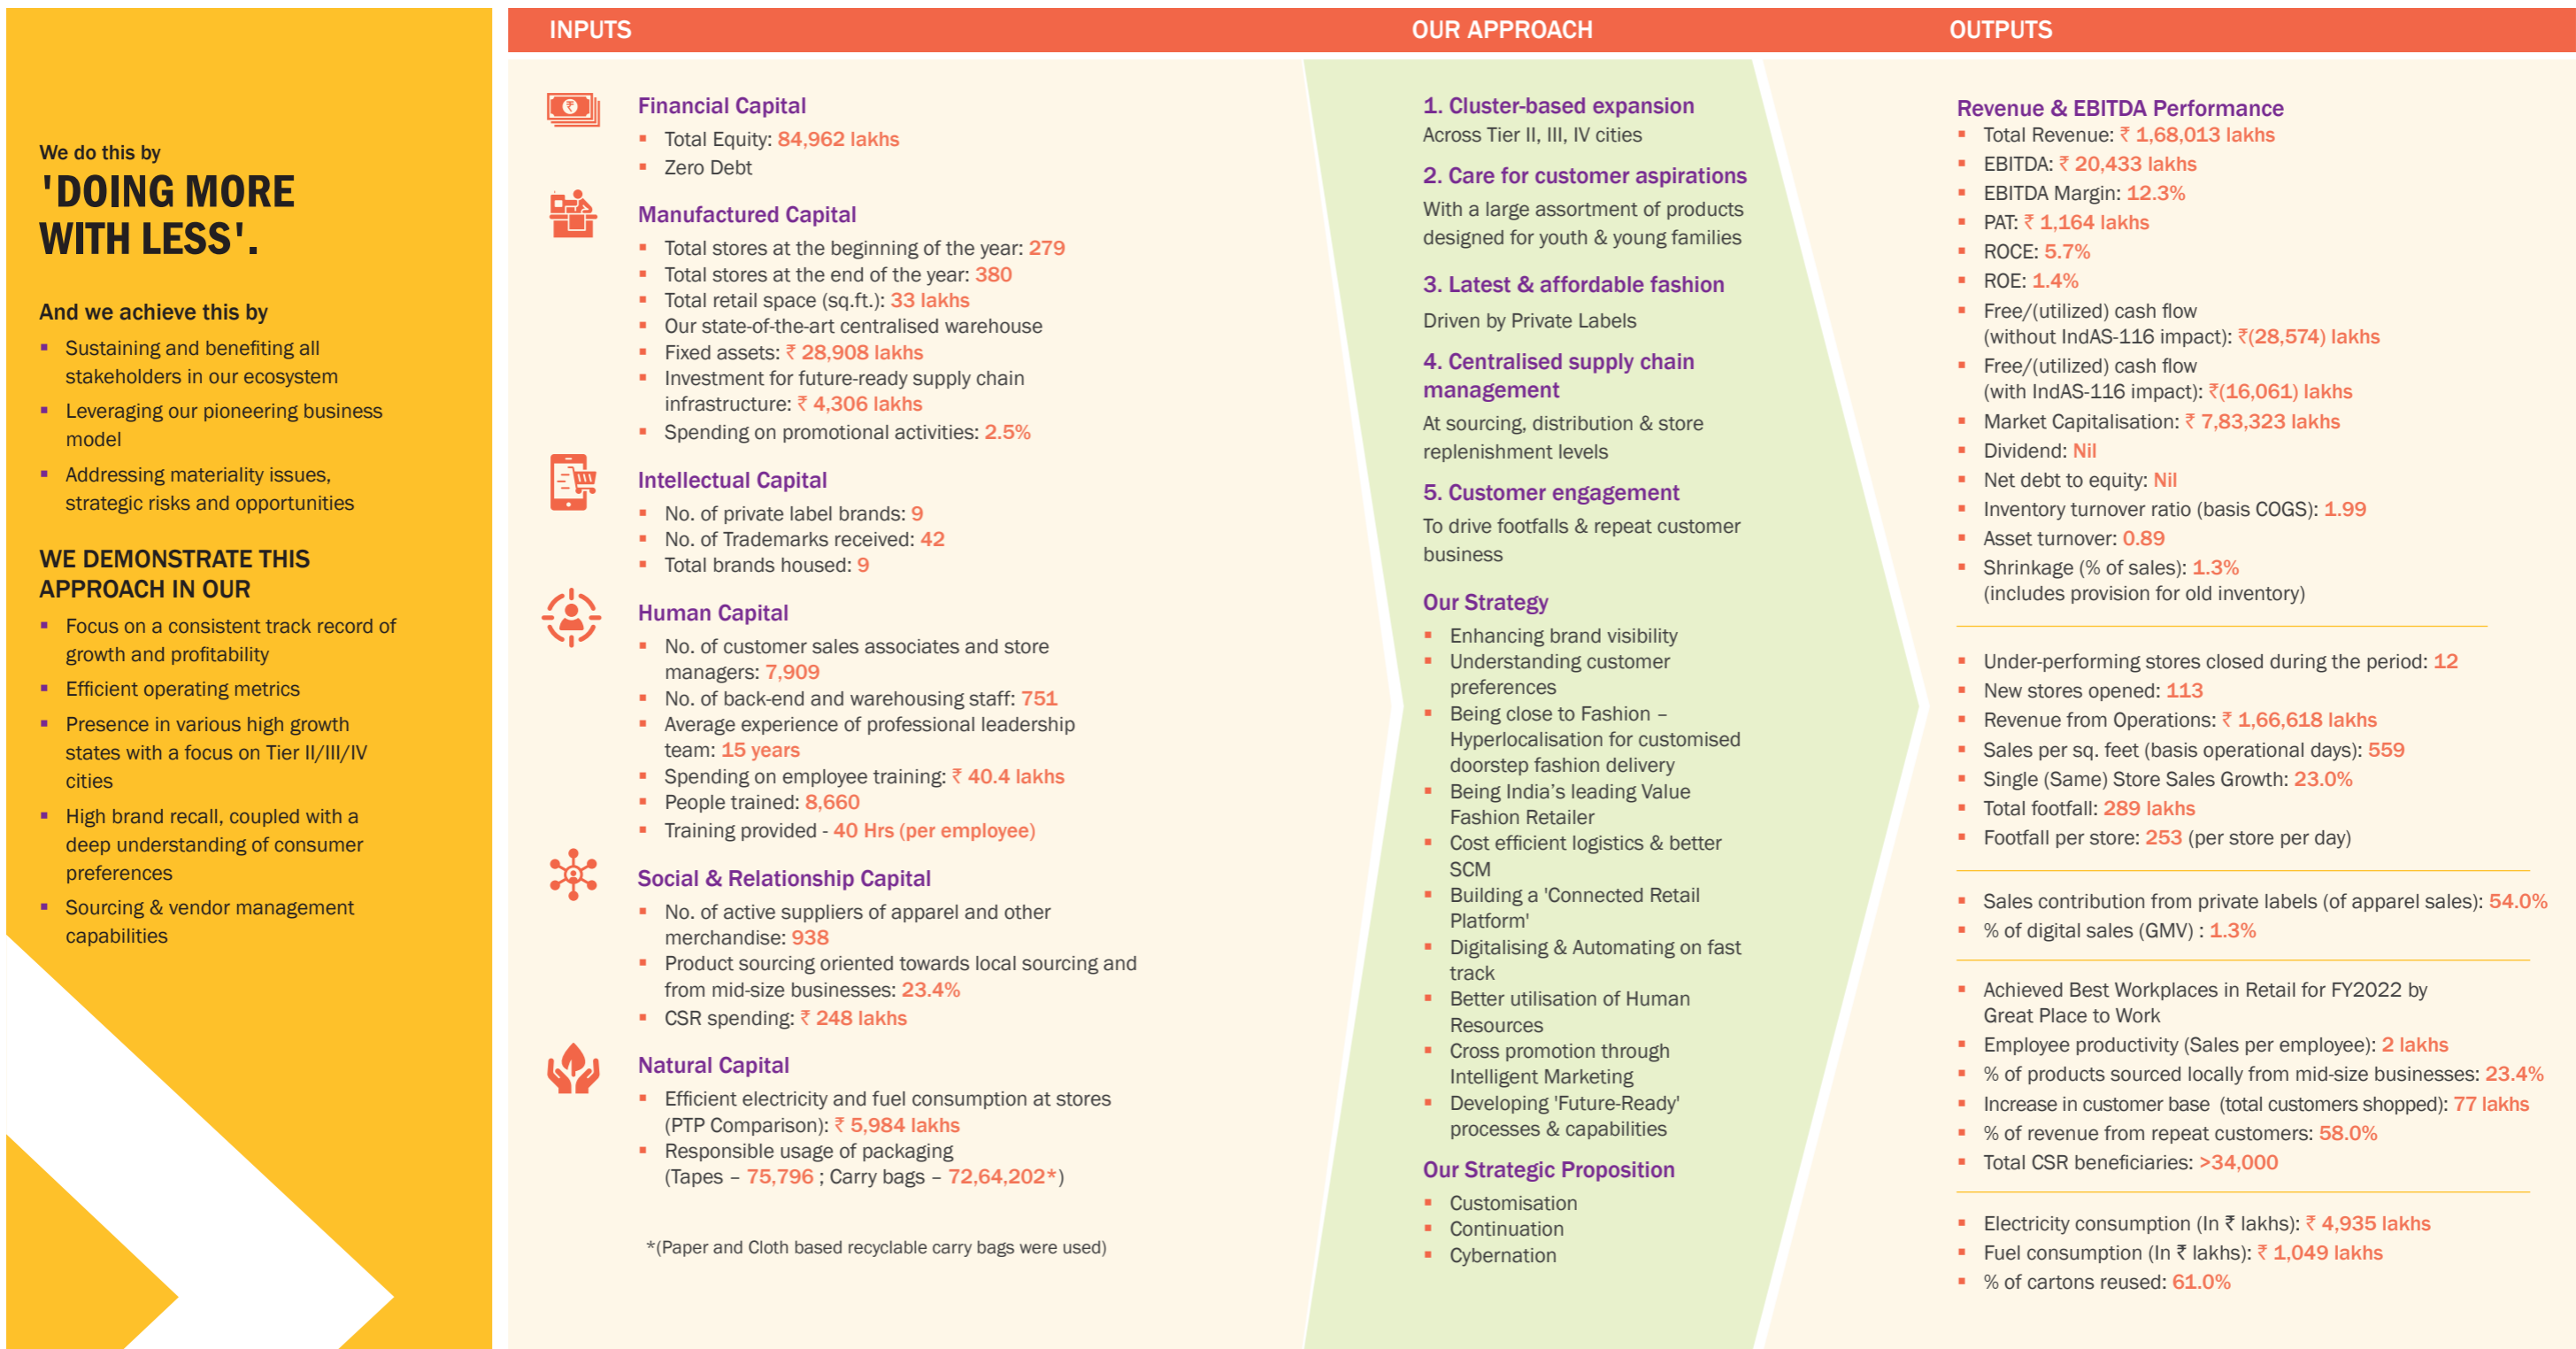 We do this by
'DOING MORE
WITH LESS'.
And we achieve this by
▪ Sustaining and benefiting all
stakeholders in our ecosystem
▪ Leveraging our pioneering business
model
▪ Addressing materiality issues,
strategic risks and opportunities
WE DEMONSTRATE THIS
APPROACH IN OUR
▪ Focus on a consistent track record of
growth and profitability
▪ Efficient operating metrics
▪ Presence in various high growth
states with a focus on Tier II/III/IV
cities
▪ High brand recall, coupled with a
deep understanding of consumer
preferences
▪ Sourcing & vendor management
capabilities
INPUTS
Financial Capital
▪ Total Equity: 84,962 lakhs
▪ Zero Debt
Manufactured Capital
▪ Total stores at the beginning of the year: 279
▪ Total stores at the end of the year: 380
▪ Total retail space (sq.ft.): 33 lakhs
▪ Our state-of-the-art centralised warehouse
▪ Fixed assets: ₹ 28,908 lakhs
▪ Investment for future-ready supply chain
infrastructure: ₹ 4,306 lakhs
▪ Spending on promotional activities: 2.5%
Intellectual Capital
▪ No. of private label brands: 9
▪ No. of Trademarks received: 42
▪ Total brands housed: 9
Human Capital
▪ No. of customer sales associates and store
managers: 7,909
▪ No. of back-end and warehousing staff: 751
▪ Average experience of professional leadership
team: 15 years
▪ Spending on employee training: ₹ 40.4 lakhs
▪ People trained: 8,660
▪ Training provided - 40 Hrs (per employee)
Social & Relationship Capital
▪ No. of active suppliers of apparel and other
merchandise: 938
▪ Product sourcing oriented towards local sourcing and
from mid-size businesses: 23.4%
▪ CSR spending: ₹ 248 lakhs
Natural Capital
▪ Efficient electricity and fuel consumption at stores
(PTP Comparison): ₹ 5,984 lakhs
▪ Responsible usage of packaging
(Tapes – 75,796 ; Carry bags – 72,64,202*)
*(Paper and Cloth based recyclable carry bags were used)
OUR APPROACH
1. Cluster-based expansion
Across Tier II, III, IV cities
2. Care for customer aspirations
With a large assortment of products
designed for youth & young families
3. Latest & affordable fashion
Driven by Private Labels
4. Centralised supply chain
management
At sourcing, distribution & store
replenishment levels
5. Customer engagement
To drive footfalls & repeat customer
business
Our Strategy
▪ Enhancing brand visibility
▪ Understanding customer
preferences
▪ Being close to Fashion –
Hyperlocalisation for customised
doorstep fashion delivery
▪ Being India's leading Value
Fashion Retailer
▪ Cost efficient logistics & better
SCM
▪ Building a 'Connected Retail
Platform'
▪ Digitalising & Automating on fast
track
▪ Better utilisation of Human
Resources
▪ Cross promotion through
Intelligent Marketing
▪ Developing 'Future-Ready'
processes & capabilities
Our Strategic Proposition
▪ Customisation
▪ Continuation
▪ Cybernation
OUTPUTS
Revenue & EBITDA Performance
▪ Total Revenue: ₹ 1,68,013 lakhs
▪ EBITDA: ₹ 20,433 lakhs
▪ EBITDA Margin: 12.3%
▪ PAT: ₹ 1,164 lakhs
▪ ROCE: 5.7%
▪ ROE: 1.4%
▪ Free/(utilized) cash flow
(without IndAS-116 impact): ₹(28,574) lakhs
▪ Free/(utilized) cash flow
(with IndAS-116 impact): ₹(16,061) lakhs
▪ Market Capitalisation: ₹ 7,83,323 lakhs
▪ Dividend: Nil
▪ Net debt to equity: Nil
▪ Inventory turnover ratio (basis COGS): 1.99
▪ Asset turnover: 0.89
▪ Shrinkage (% of sales): 1.3%
(includes provision for old inventory)
▪ Under-performing stores closed during the period: 12
▪ New stores opened: 113
▪ Revenue from Operations: ₹ 1,66,618 lakhs
▪ Sales per sq. feet (basis operational days): 559
▪ Single (Same) Store Sales Growth: 23.0%
▪ Total footfall: 289 lakhs
▪ Footfall per store: 253 (per store per day)
▪ Sales contribution from private labels (of apparel sales): 54.0%
▪ % of digital sales (GMV) : 1.3%
▪ Achieved Best Workplaces in Retail for FY2022 by
Great Place to Work
▪ Employee productivity (Sales per employee): 2 lakhs
▪ % of products sourced locally from mid-size businesses: 23.4%
▪ Increase in customer base (total customers shopped): 77 lakhs
▪ % of revenue from repeat customers: 58.0%
▪ Total CSR beneficiaries: >34,000
▪ Electricity consumption (In ₹ lakhs): ₹ 4,935 lakhs
▪ Fuel consumption (In ₹ lakhs): ₹ 1,049 lakhs
▪ % of cartons reused: 61.0%